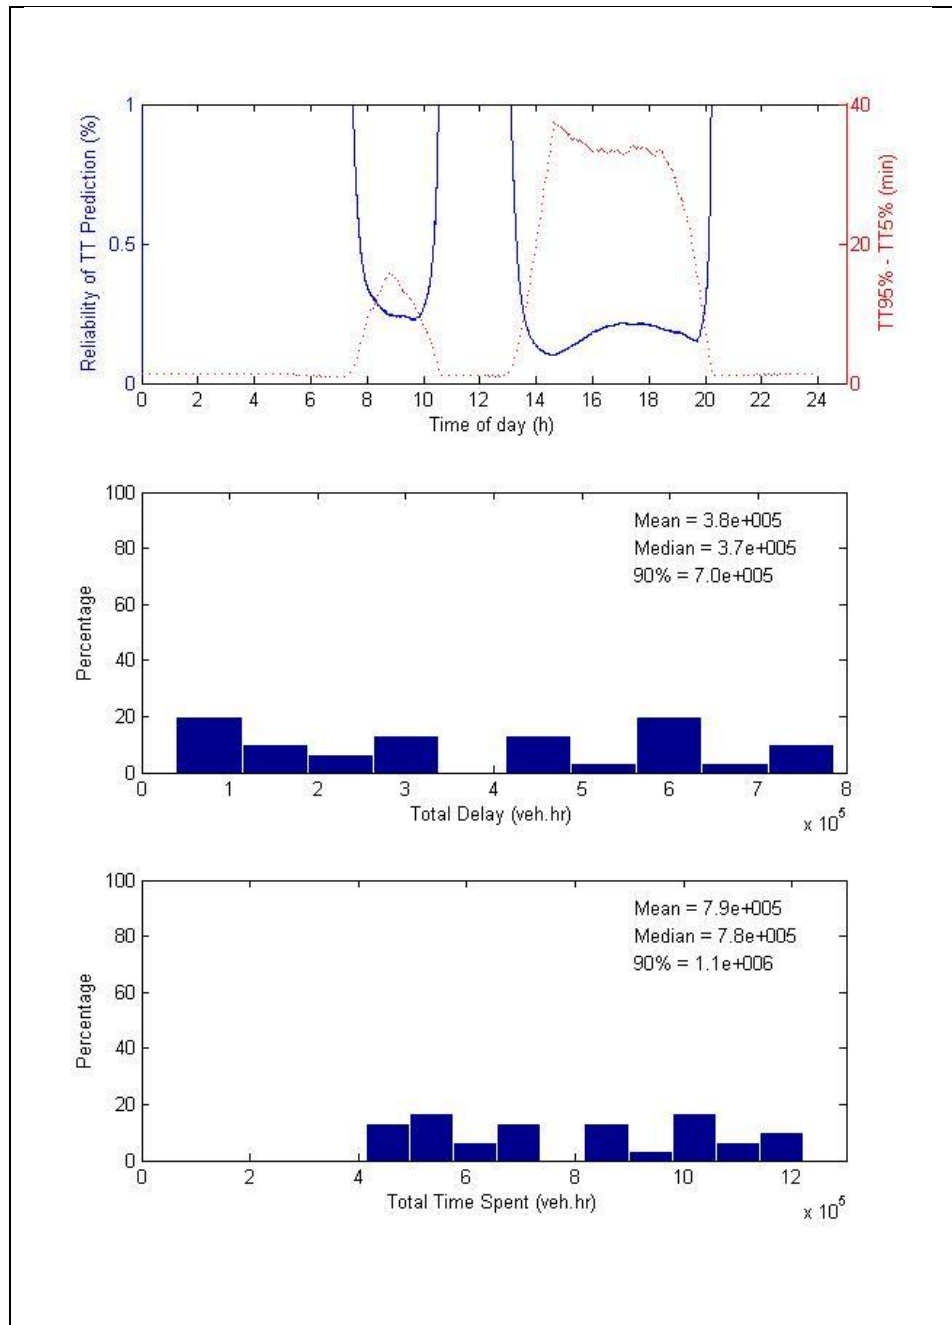 1
0.5
0
Reliability of TT Prediction (%)
40
20
0
TT95% - TT5% (min)
0 2 4 6 8 10 12 14 16 18 20 22 24
Time of day (h)
100
80
60
40
20
0
Percentage
Mean = 3.8e+005
Median = 3.7e+005
90% = 7.0e+005
0 1 2 3 4 5 6 7 8
Total Delay (veh.hr)
x 10^5
100
80
60
40
20
0
Percentage
Mean = 7.9e+005
Median = 7.8e+005
90% = 1.1e+006
0 2 4 6 8 10 12
Total Time Spent (veh.hr)
x 10^5